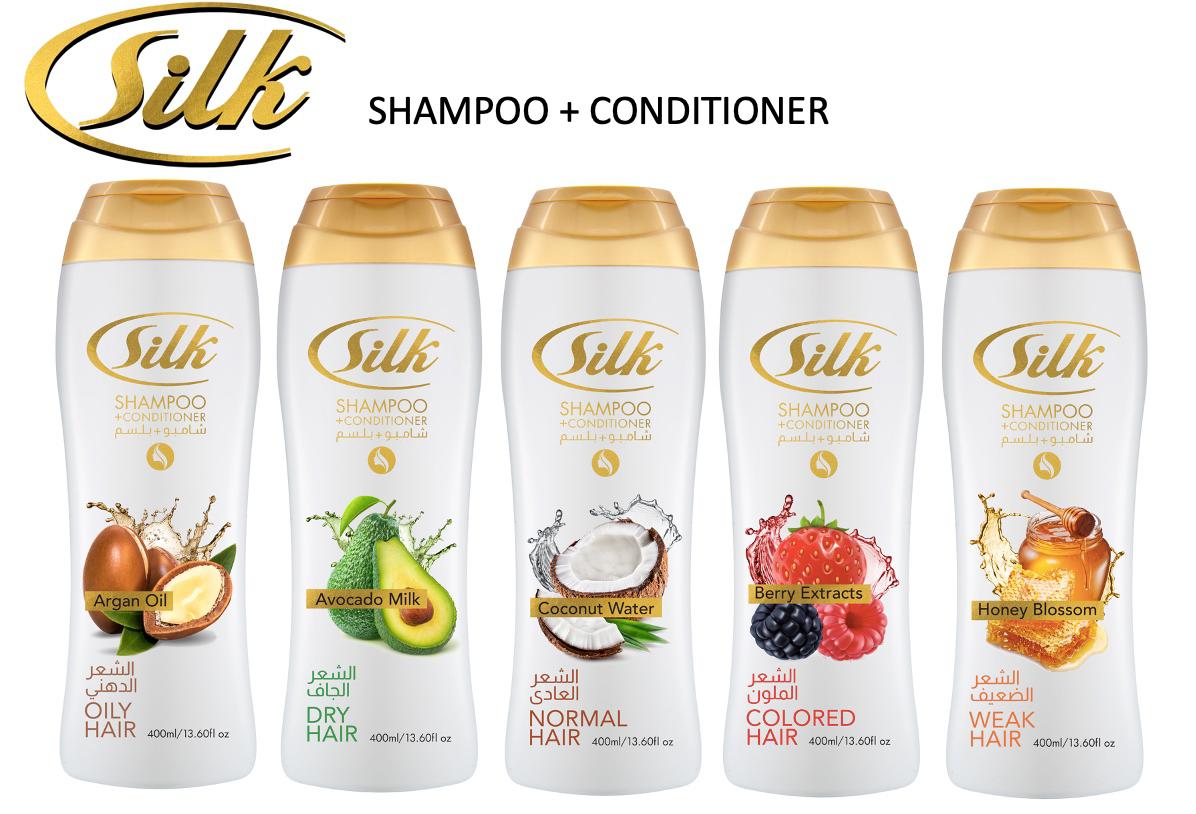 Silk
SHAMPOO + CONDITIONER
Silk
SHAMPOO
+CONDITIONER
شامبو + بلسم
Argan Oil
الشعر
الدهني
OILY
HAIR
400ml/13.60fl oz
Silk
SHAMPOO
+CONDITIONER
شامبو + بلسم
Avocado Milk
الشعر
الجاف
DRY
HAIR
400ml/13.60fl oz
Silk
SHAMPOO
+CONDITIONER
شامبو + بلسم
Coconut Water
الشعر
العادى
NORMAL
HAIR
400ml/13.60fl oz
Silk
SHAMPOO
+CONDITIONER
شامبو + بلسم
Berry Extracts
الشعر
الملون
COLORED
HAIR
400ml/13.60fl oz
Silk
SHAMPOO
+CONDITIONER
شامبو + بلسم
Honey Blossom
الشعر
الضعيف
WEAK
HAIR
400ml/13.60fl oz